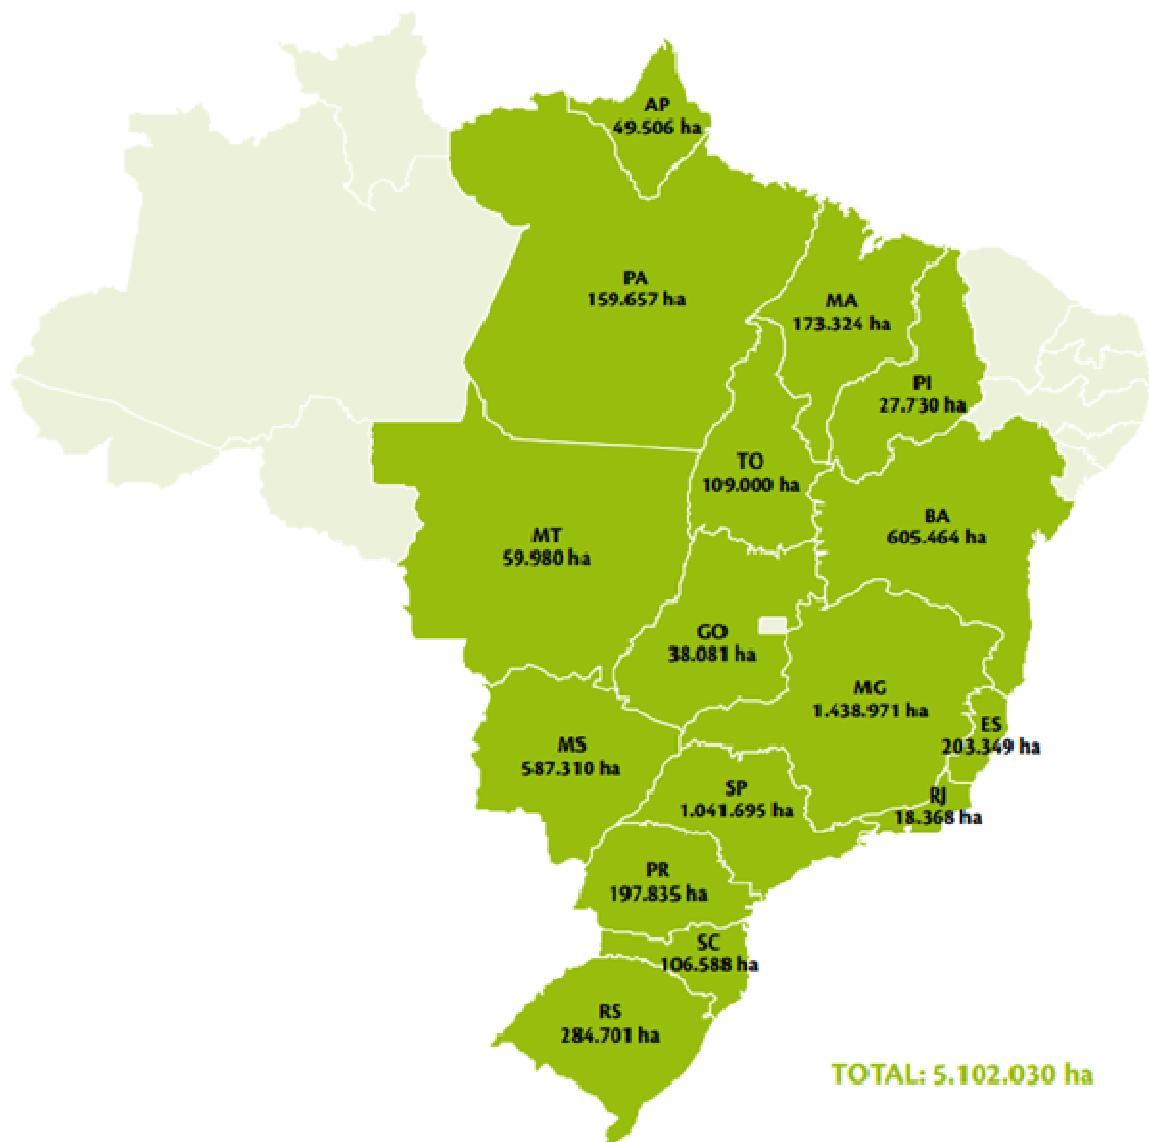 AP
49.506 ha
PA
159.657 ha
MA
173.324 ha
PI
27.730 ha
TO
109.000 ha
BA
605.464 ha
MT
59.980 ha
GO
38.081 ha
MG
1.438.971 ha
ES
203.349 ha
MS
587.310 ha
SP
1.041.695 ha
RJ
18.368 ha
PR
197.835 ha
SC
106.588 ha
RS
284.701 ha
TOTAL: 5.102.030 ha